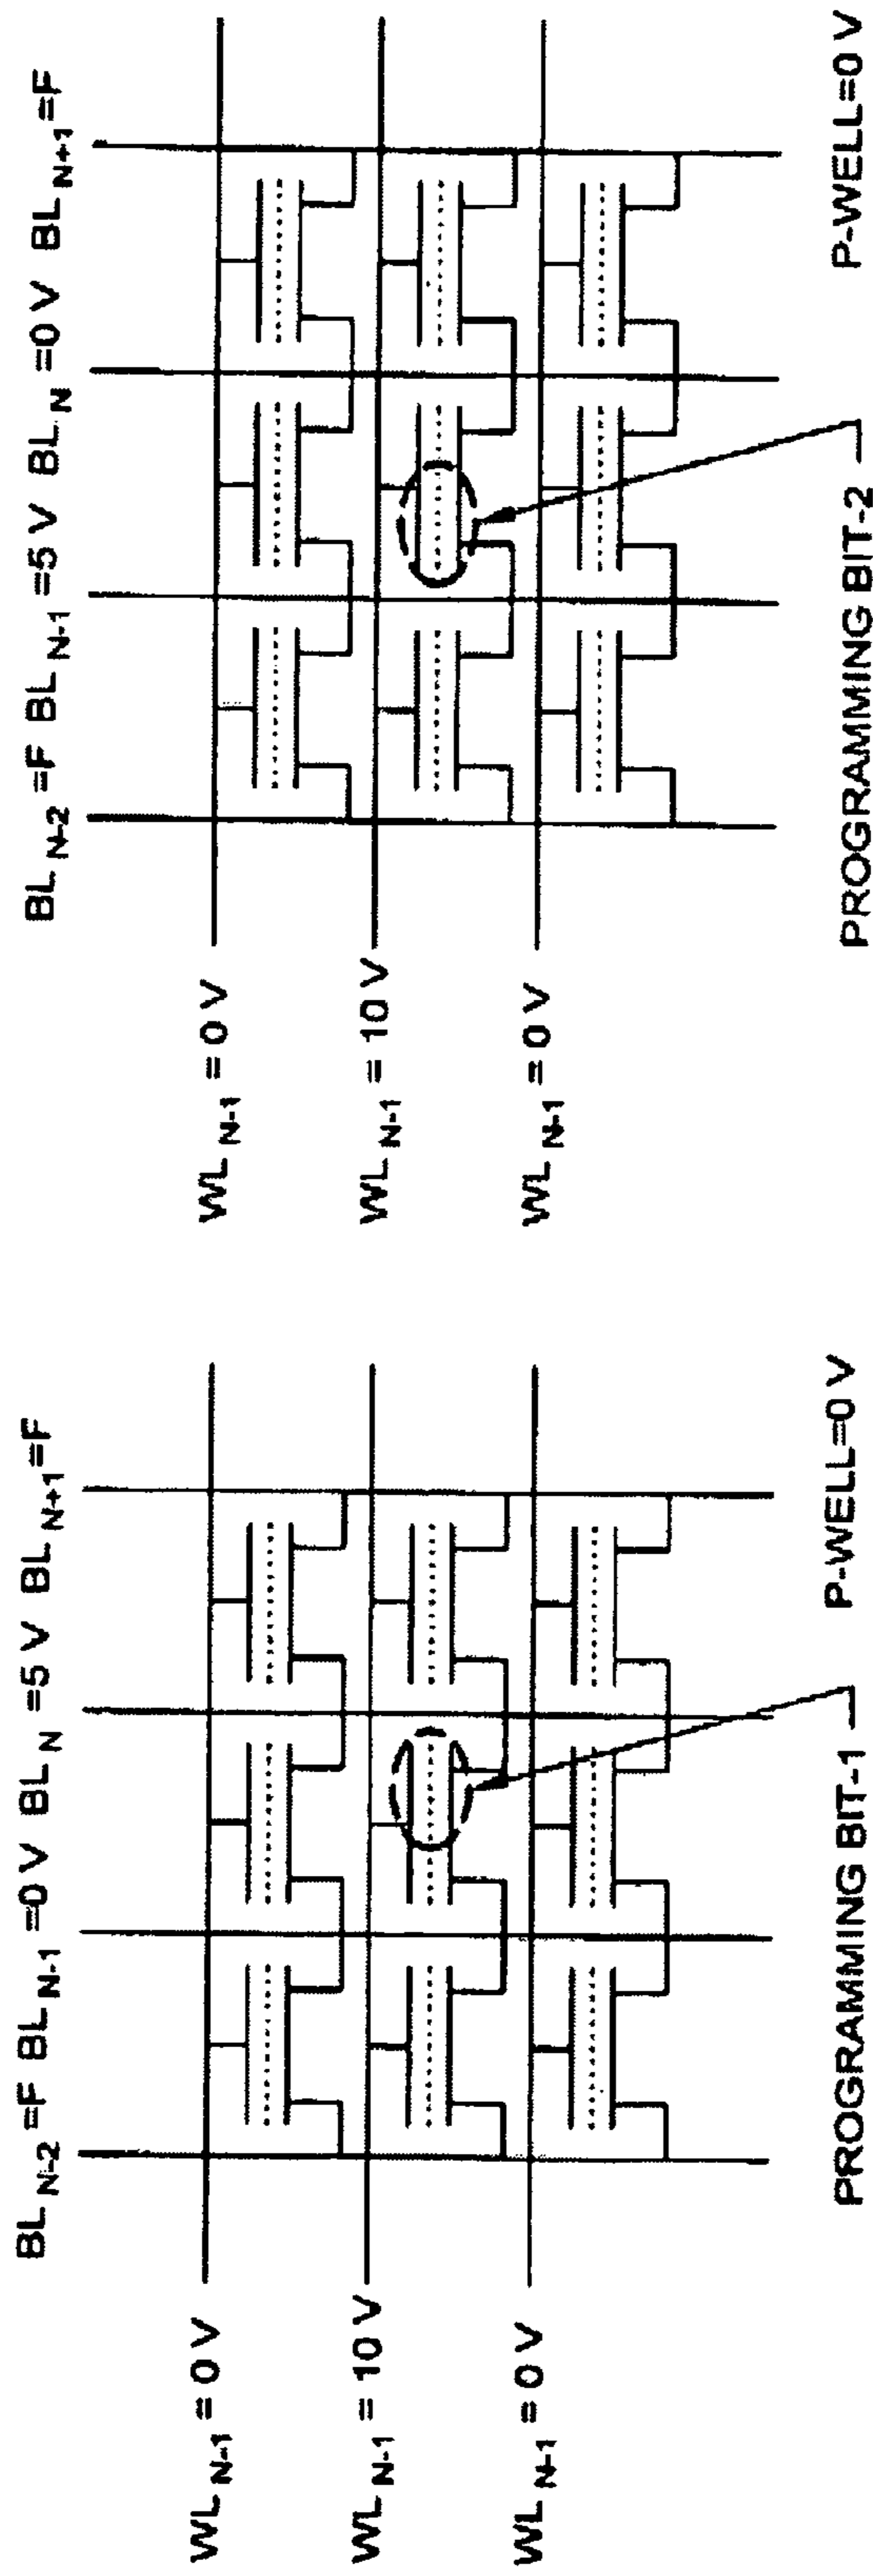 BL N-2 =F BL N-1 =0 V BL N =5 V BL N+1 =F
WL N-1 = 0 V
WL N-1 = 10 V
WL N-1 = 0 V
PROGRAMMING BIT-1
P-WELL=0 V
BL N-2 =F BL N-1 =5 V BL N =0 V BL N+1 =F
WL N-1 = 0 V
WL N-1 = 10 V
WL N-1 = 0 V
PROGRAMMING BIT-2
P-WELL=0 V